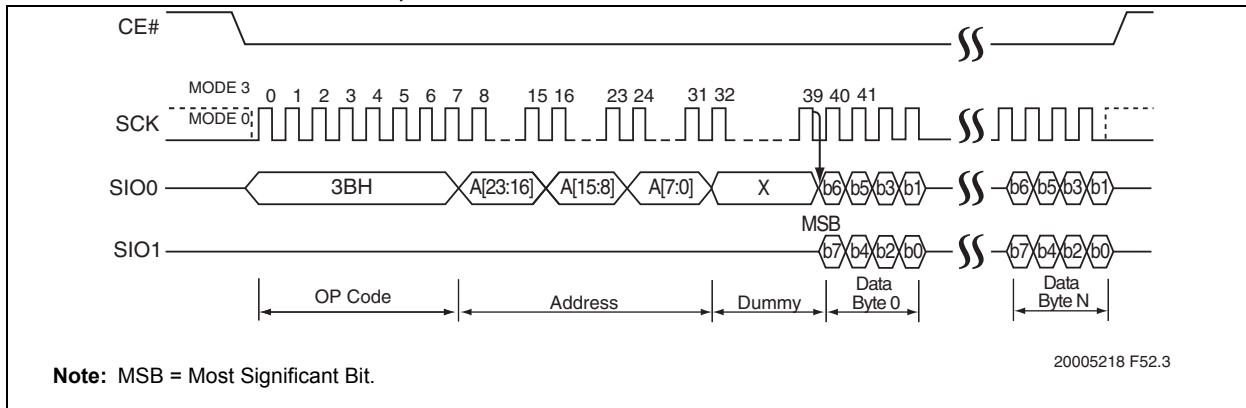 CE#
MODE 3
0 1 2 3 4 5 6 7 8 15 16 23 24 31 32 39 40 41
SCK
MODE 0
SIO0 3BH A[23:16] A[15:8] A[7:0] X b6 b5 b3 b1 b6 b5 b3 b1
MSB
SIO1 b7 b4 b2 b0 b7 b4 b2 b0
OP Code Address Dummy Data Byte 0 Data Byte N
20005218 F52.3
Note: MSB = Most Significant Bit.